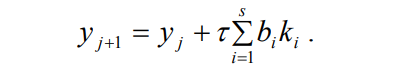 y_{j+1} = y_j + τ∑_{i=1}^{s} b_i k_i .